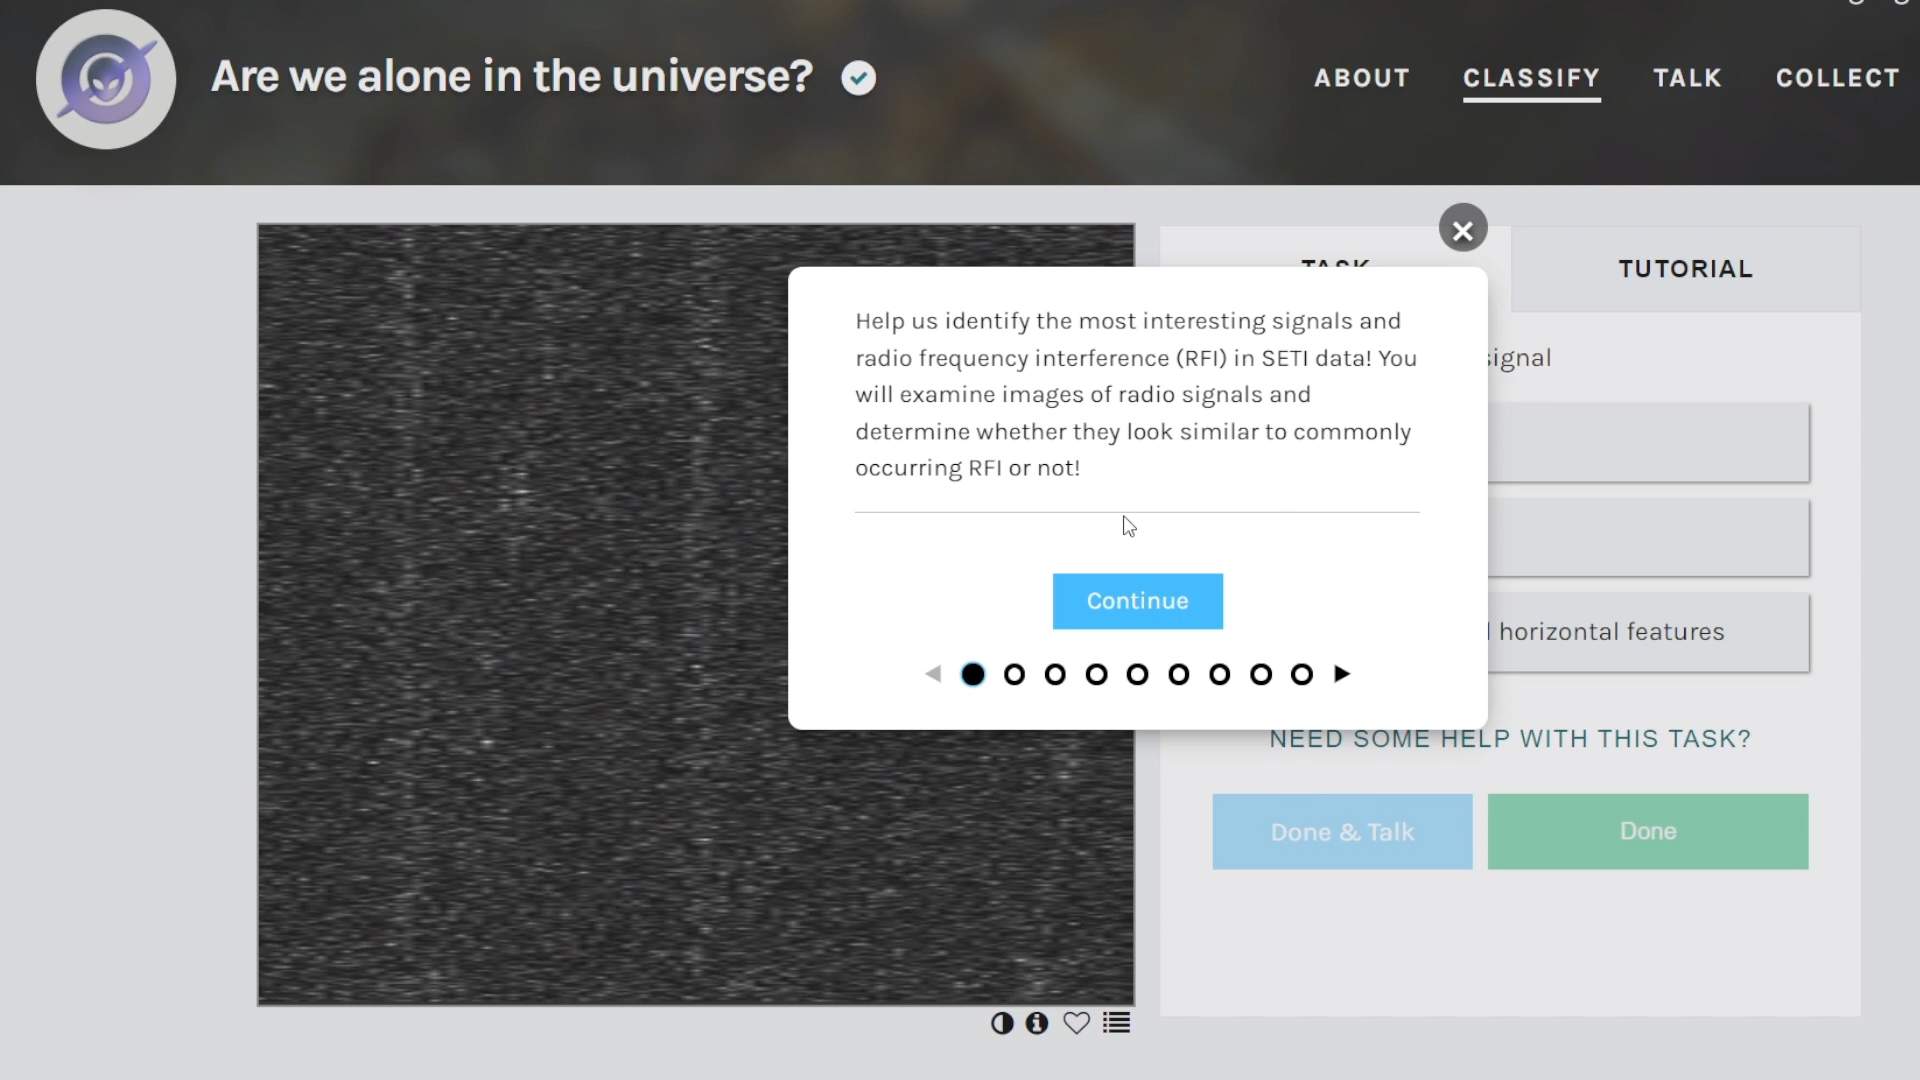 Are we alone in the universe?
ABOUT CLASSIFY TALK COLLECT
TASK
TUTORIAL
Help us identify the most interesting signals and
radio frequency interference (RFI) in SETI data! You
will examine images of radio signals and
determine whether they look similar to commonly
occurring RFI or not!
signal
Continue
horizontal features
NEED SOME HELP WITH THIS TASK?
Done & Talk
Done